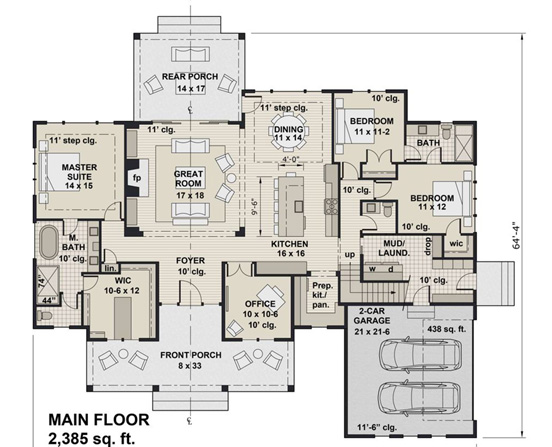 REAR PORCH
14 x 17
11' step clg.
11' clg.
11' step clg.
DINING
11 x 14
10' clg.
BEDROOM
11 x 11-2
BATH
MASTER
SUITE
14 x 15
fp
GREAT
ROOM
17 x 18
4'-0"
9'-6"
10' clg.
BEDROOM
11 x 12
10' clg.
KITCHEN
16 x 16
M.
BATH
10' clg.
74"
44"
lin.
FOYER
10' clg.
up
MUD/
LAUND.
w d
drop
wic
10' clg.
WIC
10-6 x 12
OFFICE
10 x 10-6
10' clg.
Prep.
kit./
pan.
2-CAR
GARAGE
21 x 21-6
438 sq. ft.
11'-6" clg.
FRONT PORCH
8 x 33
64'-4"
MAIN FLOOR
2,385 sq. ft.